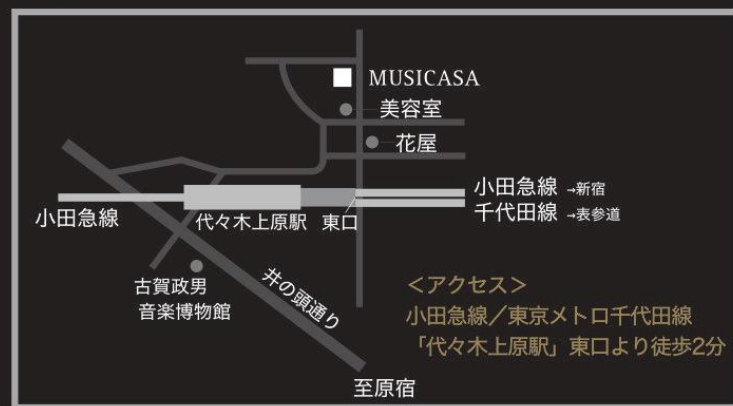 MUSICASA
美容室
花屋
小田急線 →新宿
千代田線 →表参道
小田急線
代々木上原駅
東口
古賀政男
音楽博物館
井の頭通り
至原宿
＜アクセス＞
小田急線／東京メトロ千代田線
「代々木上原駅」東口より徒歩2分